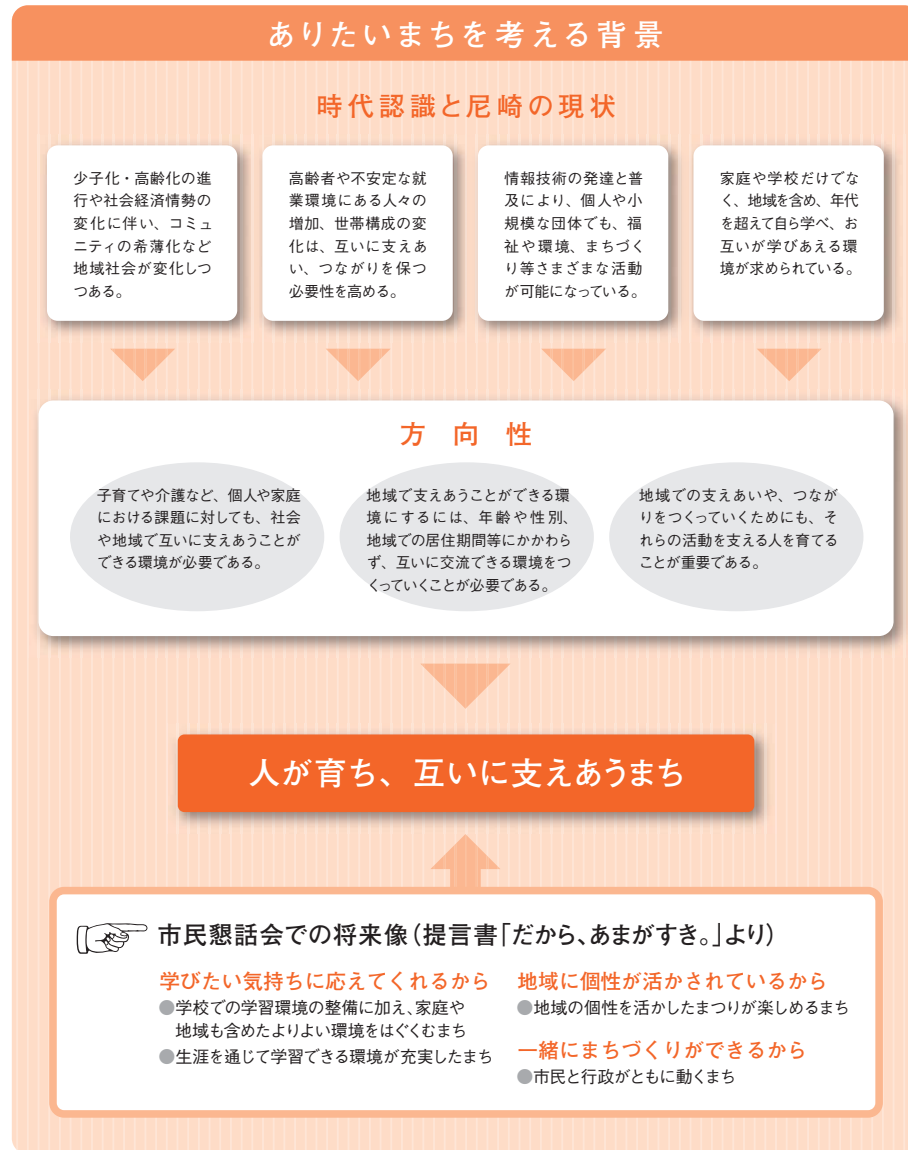 ありたいまちを考える背景
時代認識と尼崎の現状
少子化・高齢化の進
行や社会経済情勢の
変化に伴い、コミュ
ニティの希薄化など
地域社会が変化しつ
つある。
高齢者や不安定な就
業環境にある人々の
増加、世帯構成の変
化は、互いに支えあ
い、つながりを保つ
必要性を高める。
情報技術の発達と普
及により、個人や小
規模な団体でも、福
祉や環境、まちづく
り等さまざまな活動
が可能になっている。
家庭や学校だけでな
く、地域を含め、年代
を超えて自ら学べ、お
互いが学びあえる環
境が求められている。
方向性
子育てや介護など、個人や家庭
における課題に対しても、社会
や地域で互いに支えあうことが
できる環境が必要である。
地域で支えあうことができる環
境にするには、年齢や性別、
地域での居住期間等にかかわら
ず、互いに交流できる環境をつ
くっていくことが必要である。
地域での支えあいや、つなが
りをつくっていくためにも、そ
れらの活動を支える人を育てる
ことが重要である。
人が育ち、互いに支えあうまち
市民懇話会での将来像(提言書「だから、あまがすき。」より)
学びたい気持ちに応えてくれるから
●学校での学習環境の整備に加え、家庭や
地域も含めたよりよい環境をはぐくむまち
●生涯を通じて学習できる環境が充実したまち
地域に個性が活かされているから
●地域の個性を活かしたまつりが楽しめるまち
一緒にまちづくりができるから
●市民と行政がともに動くまち